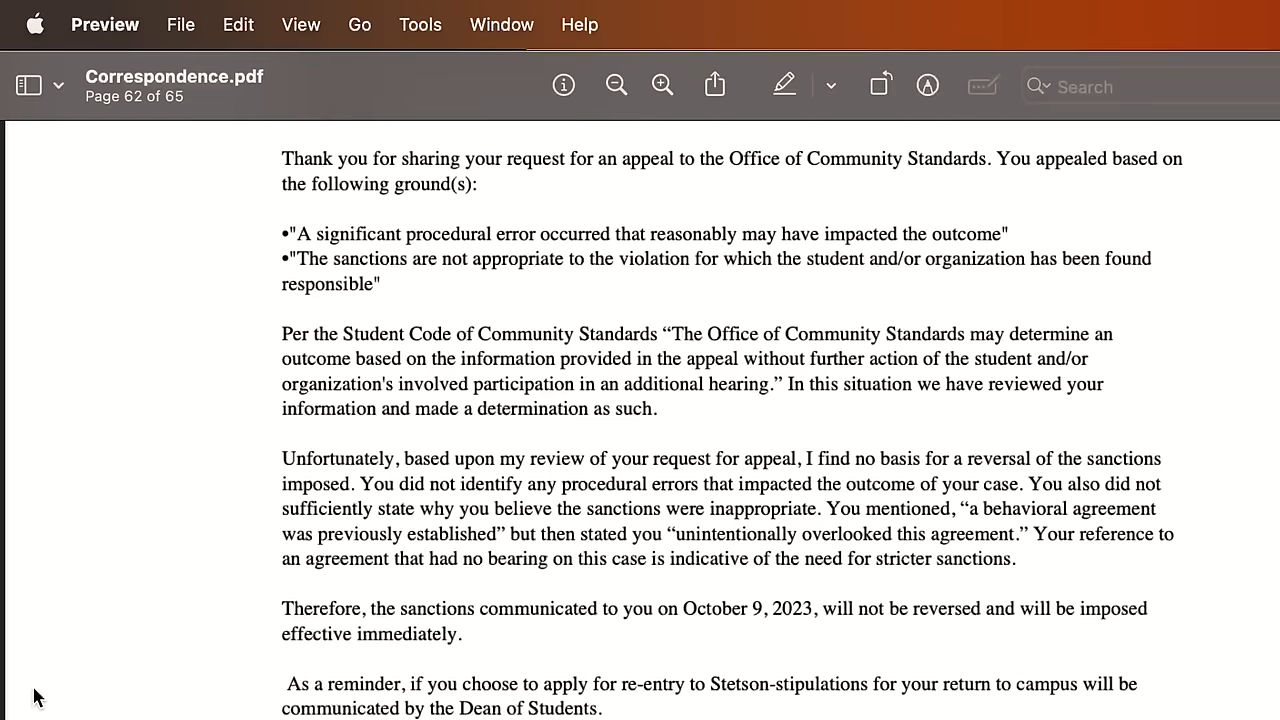 Preview File Edit View Go Tools Window Help
Correspondence.pdf
Page 62 of 65
Search
Thank you for sharing your request for an appeal to the Office of Community Standards. You appealed based on
the following ground(s):
•"A significant procedural error occurred that reasonably may have impacted the outcome"
•"The sanctions are not appropriate to the violation for which the student and/or organization has been found
responsible"
Per the Student Code of Community Standards “The Office of Community Standards may determine an
outcome based on the information provided in the appeal without further action of the student and/or
organization's involved participation in an additional hearing.” In this situation we have reviewed your
information and made a determination as such.
Unfortunately, based upon my review of your request for appeal, I find no basis for a reversal of the sanctions
imposed. You did not identify any procedural errors that impacted the outcome of your case. You also did not
sufficiently state why you believe the sanctions were inappropriate. You mentioned, “a behavioral agreement
was previously established” but then stated you “unintentionally overlooked this agreement.” Your reference to
an agreement that had no bearing on this case is indicative of the need for stricter sanctions.
Therefore, the sanctions communicated to you on October 9, 2023, will not be reversed and will be imposed
effective immediately.
As a reminder, if you choose to apply for re-entry to Stetson-stipulations for your return to campus will be
communicated by the Dean of Students.